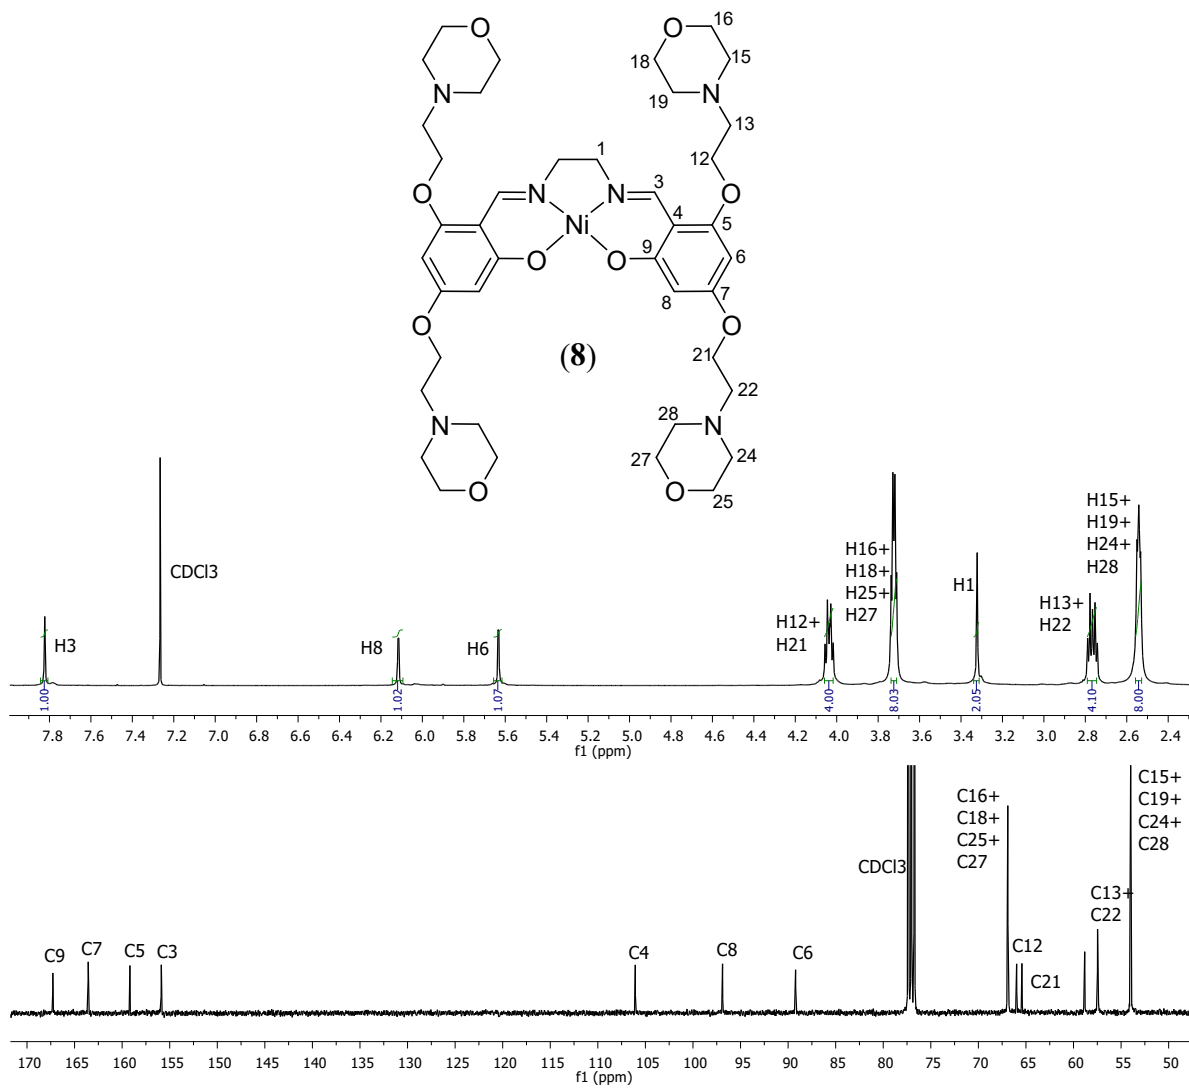 O
O
16
18
15
N
19
N
13
1
12
O
N
N
3
O
4
5
Ni
9
6
O
O
8
7
O
O
(8)
21
22
28
N
N
24
27
O
O
25
H15+
H19+
H24+
H28
H16+
H18+
H25+
H27
CDCl3
H1
H13+
H22
H12+
H21
H3
H8
H6
1.00
1.02
1.07
4.00
8.03
2.05
4.10
8.00
7.8 7.6 7.4 7.2 7.0 6.8 6.6 6.4 6.2 6.0 5.8 5.6 5.4 5.2 5.0 4.8 4.6 4.4 4.2 4.0 3.8 3.6 3.4 3.2 3.0 2.8 2.6 2.4
f1 (ppm)
C15+
C19+
C24+
C28
C16+
C18+
C25+
C27
CDCl3
C13+
C22
C9
C7
C5
C3
C4
C8
C6
C12
C21
170 165 160 155 150 145 140 135 130 125 120 115 110 105 100 95 90 85 80 75 70 65 60 55 50
f1 (ppm)